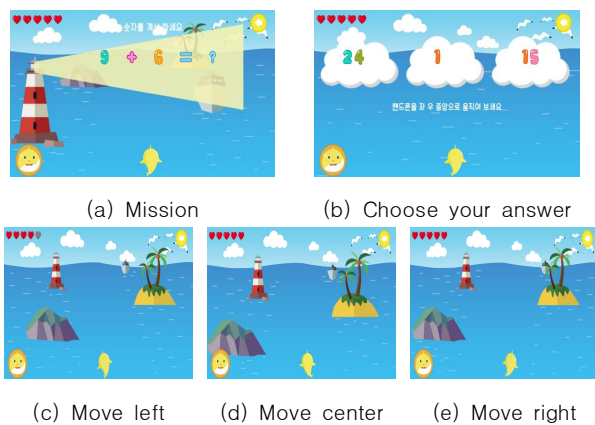 숫자를 계산 하세요
9 + 6 = ?
24 1 15
핸드폰을 좌 우 중앙으로 움직여 보세요
(a) Mission
(b) Choose your answer
(c) Move left
(d) Move center
(e) Move right